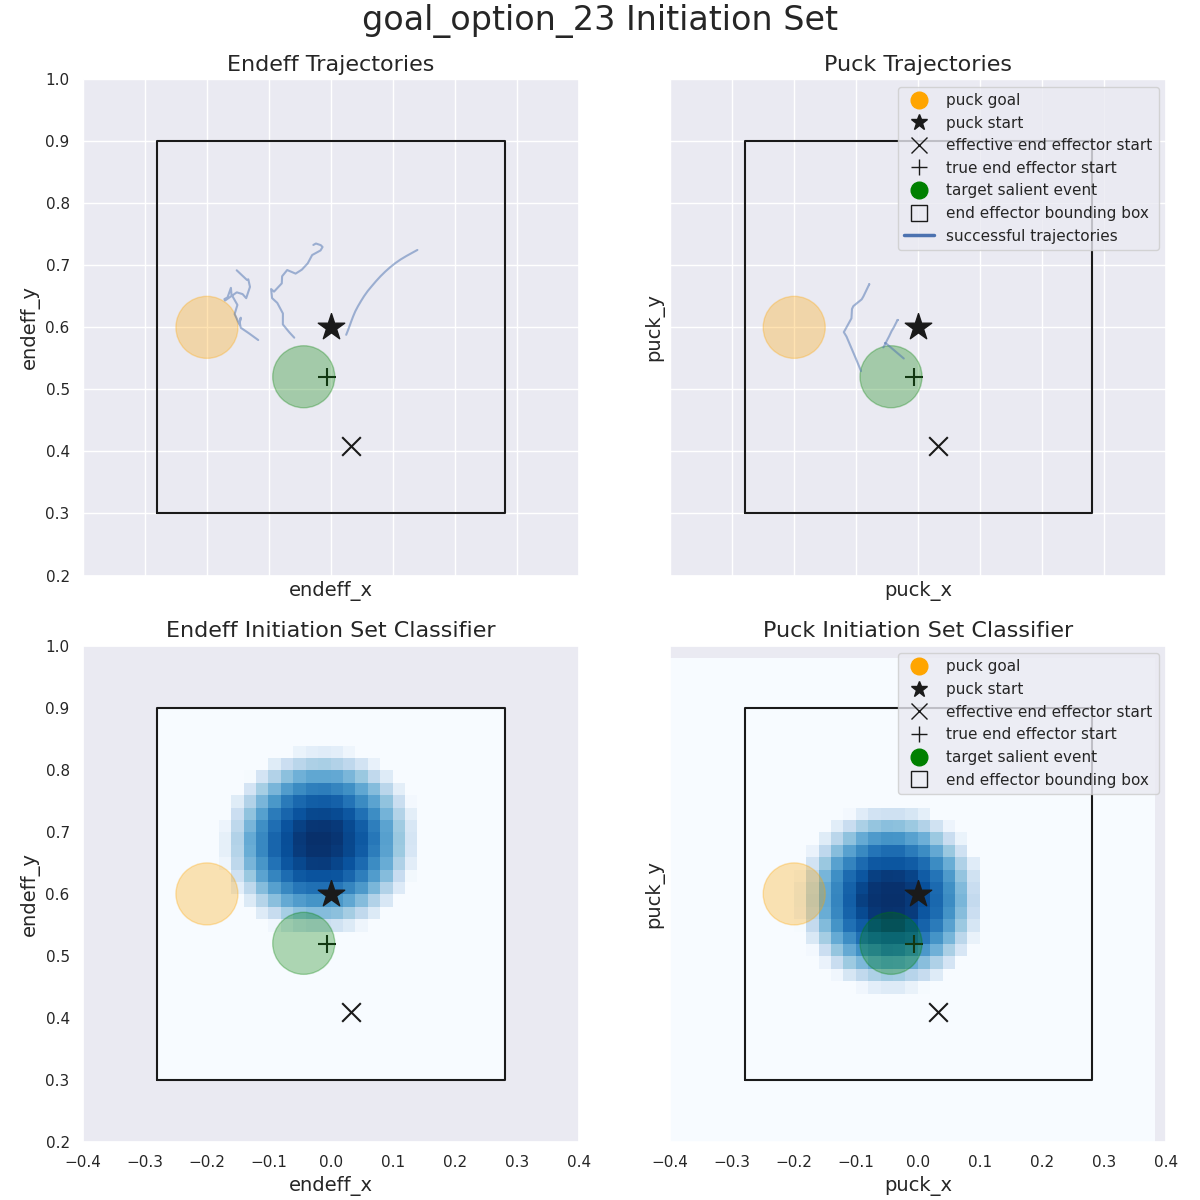 goal_option_23 Initiation Set
Endeff Trajectories
1.0
0.9
0.8
0.7
0.6
0.5
0.4
0.3
0.2
endeff_y
endeff_x
Puck Trajectories
puck goal
puck start
effective end effector start
true end effector start
target salient event
end effector bounding box
successful trajectories
puck_y
puck_x
Endeff Initiation Set Classifier
1.0
0.9
0.8
0.7
0.6
0.5
0.4
0.3
0.2
endeff_y
−0.4 −0.3 −0.2 −0.1 0.0 0.1 0.2 0.3 0.4
endeff_x
Puck Initiation Set Classifier
puck goal
puck start
effective end effector start
true end effector start
target salient event
end effector bounding box
puck_y
−0.4 −0.3 −0.2 −0.1 0.0 0.1 0.2 0.3 0.4
puck_x